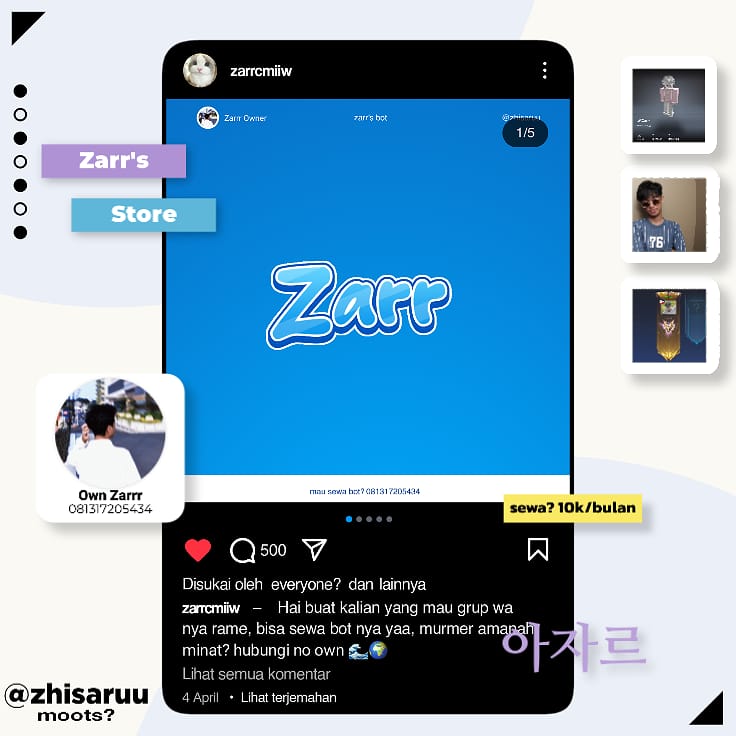 zarrcmiiw
Zarrr Owner
zarr's bot
@zhisaruu
1/5
Zarr's
Store
Zarr
76
Own Zarrr
081317205434
mau sewa bot? 081317205434
sewa? 10k/bulan
500
Disukai oleh everyone? dan lainnya
zarrcmiiw – Hai buat kalian yang mau grup wa
nya rame, bisa sewa bot nya yaa, murmer amanah
minat? hubungi no own 🌊🌍
아자르
Lihat semua komentar
4 April • Lihat terjemahan
@zhisaruu
moots?